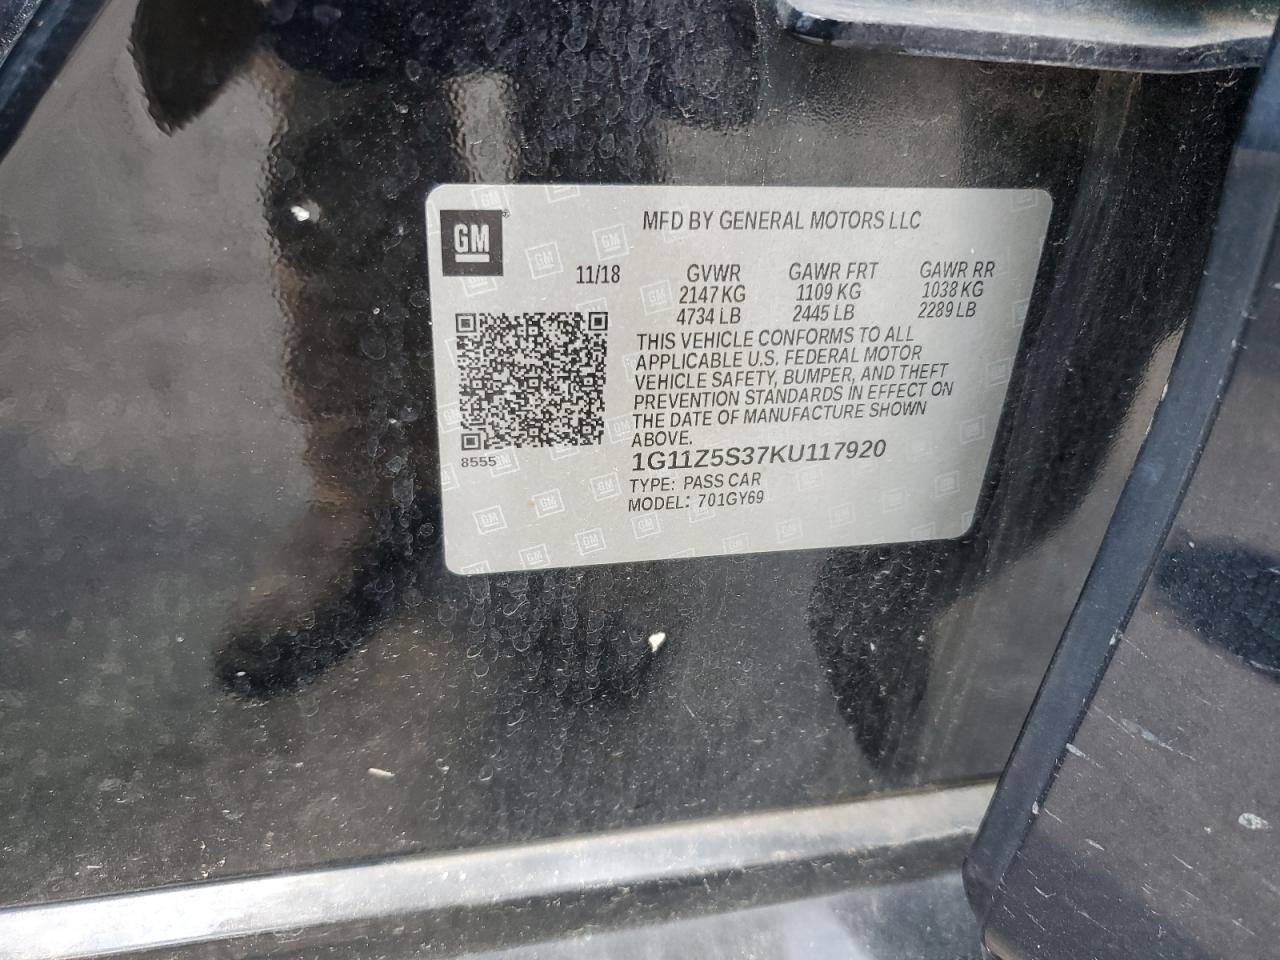 GM
MFD BY GENERAL MOTORS LLC
11/18 GVWR GAWR FRT GAWR RR
2147 KG 1109 KG 1038 KG
4734 LB 2445 LB 2289 LB
THIS VEHICLE CONFORMS TO ALL
APPLICABLE U.S. FEDERAL MOTOR
VEHICLE SAFETY, BUMPER, AND THEFT
PREVENTION STANDARDS IN EFFECT ON
THE DATE OF MANUFACTURE SHOWN
ABOVE.
8555
1G11Z5S37KU117920
TYPE: PASS CAR
MODEL: 701GY69